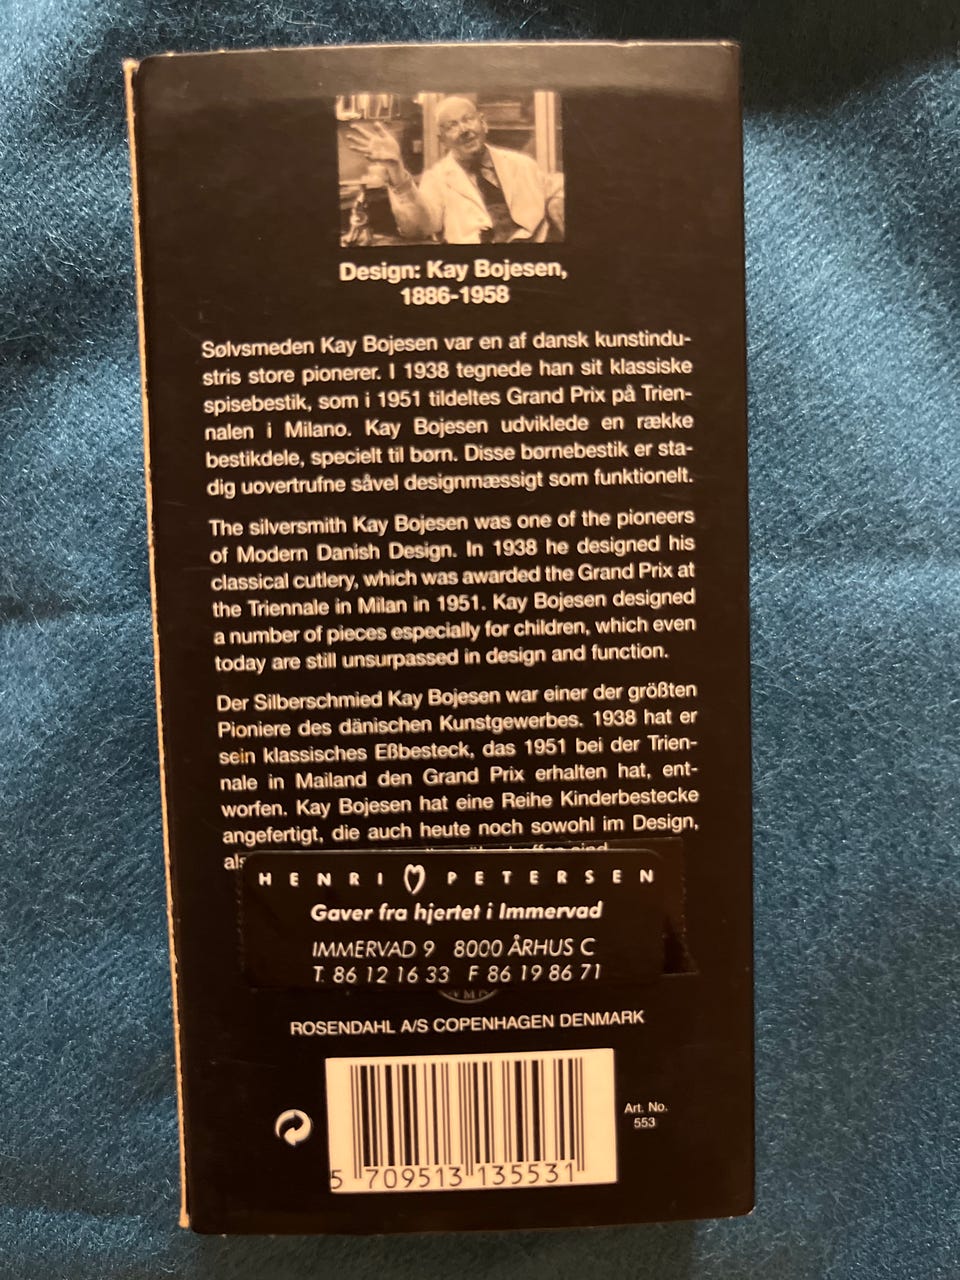 Design: Kay Bojesen,
1886-1958
Sølvsmeden Kay Bojesen var en af dansk kunstindu-
stris store pionerer. I 1938 tegnede han sit klassiske
spisebestik, som i 1951 tildeltes Grand Prix på Trien-
nalen i Milano. Kay Bojesen udviklede en række
bestikdele, specielt til børn. Disse børnebestik er sta-
dig uovertrufne såvel designmæssigt som funktionelt.
The silversmith Kay Bojesen was one of the pioneers
of Modern Danish Design. In 1938 he designed his
classical cutlery, which was awarded the Grand Prix at
the Triennale in Milan in 1951. Kay Bojesen designed
a number of pieces especially for children, which even
today are still unsurpassed in design and function.
Der Silberschmied Kay Bojesen war einer der größten
Pioniere des dänischen Kunstgewerbes. 1938 hat er
sein klassisches Eßbesteck, das 1951 bei der Trien-
nale in Mailand den Grand Prix erhalten hat, ent-
worfen. Kay Bojesen hat eine Reihe Kinderbestecke
angefertigt, die auch heute noch sowohl im Design,
sind
HENRI PETERSEN
Gaver fra hjertet i Immervad
IMMERVAD 9 8000 ÅRHUS C
T. 86 12 16 33 F 86 19 86 71
ROSENDAHL A/S COPENHAGEN DENMARK
Art. No.
553
5 709513 135531